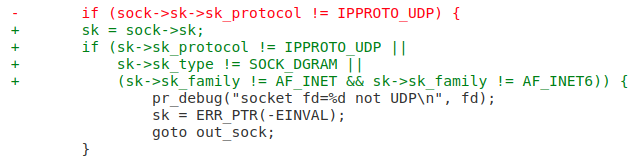 -       if (sock->sk->sk_protocol != IPPROTO_UDP) {
+       sk = sock->sk;
+       if (sk->sk_protocol != IPPROTO_UDP ||
+           sk->sk_type != SOCK_DGRAM ||
+           (sk->sk_family != AF_INET && sk->sk_family != AF_INET6)) {
                pr_debug("socket fd=%d not UDP\n", fd);
                sk = ERR_PTR(-EINVAL);
                goto out_sock;
        }